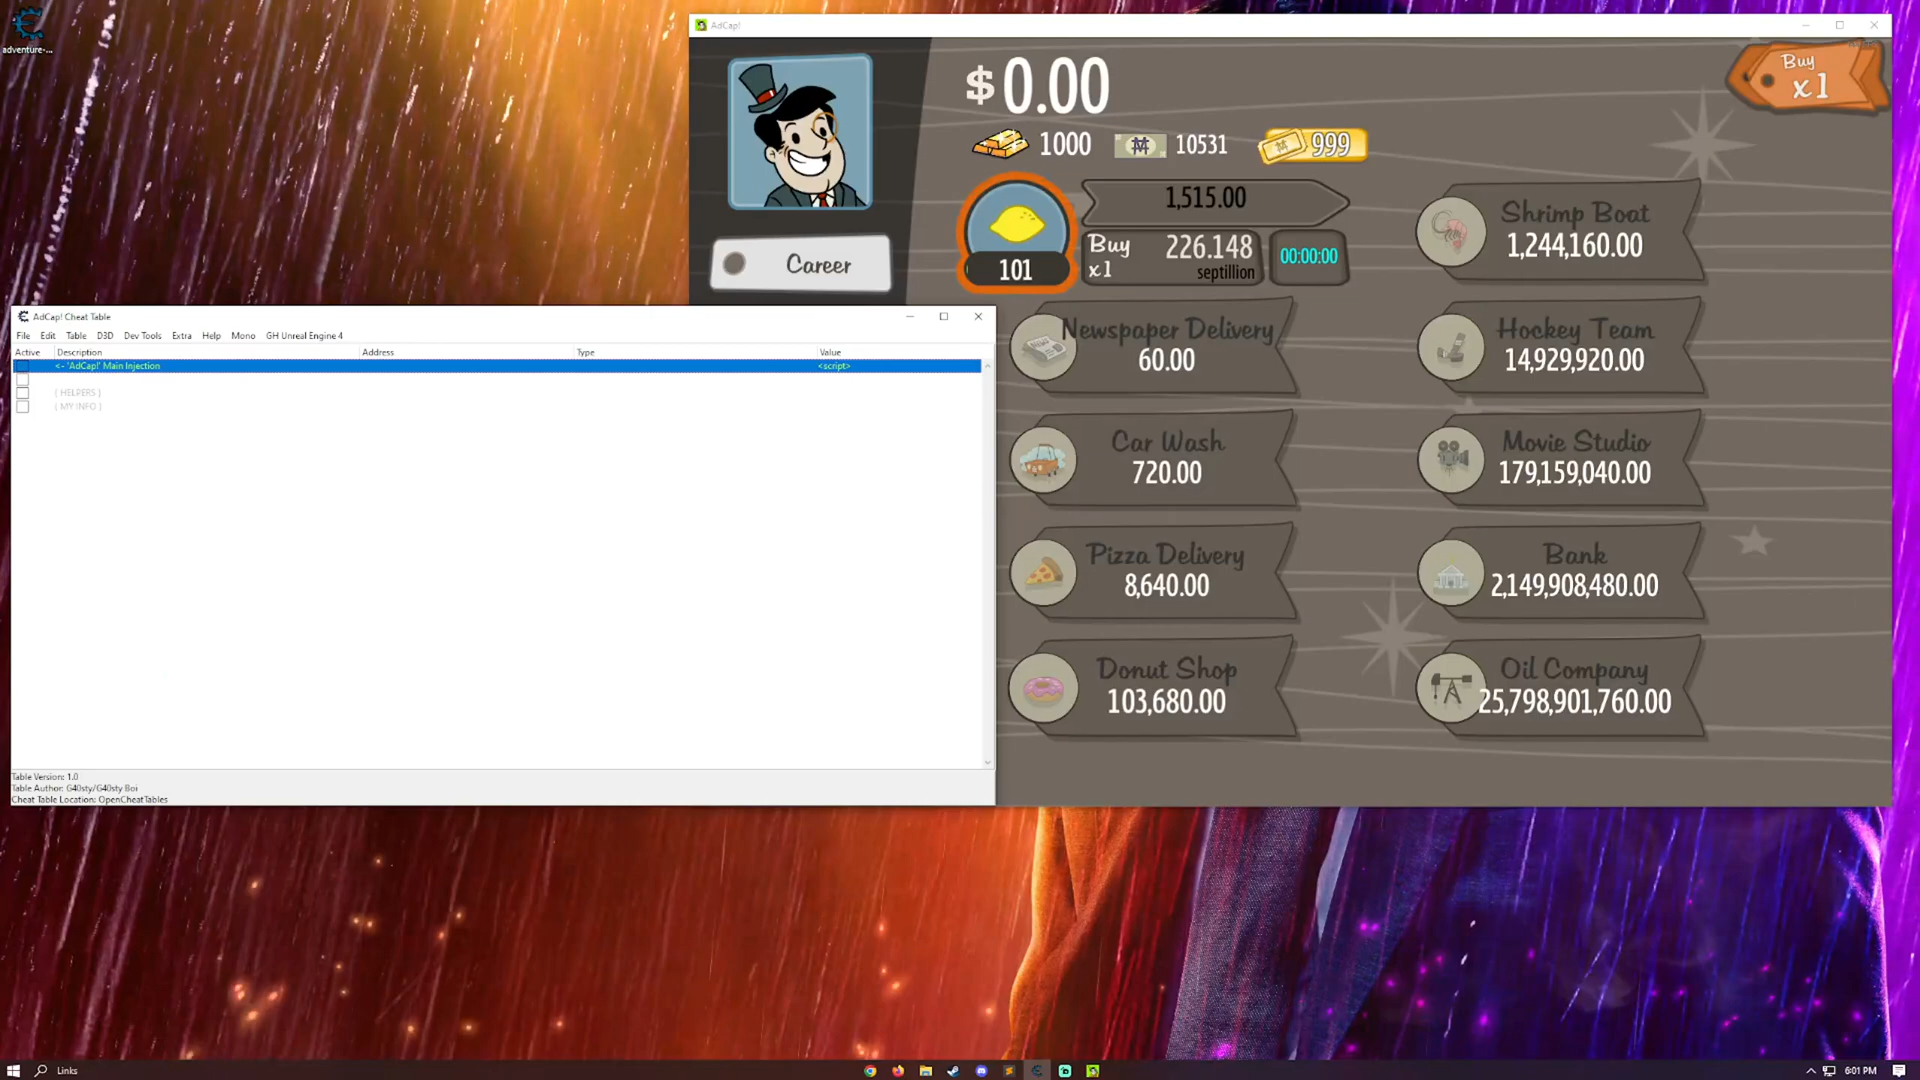 adventure-...
AdCap!
$ 0.00
1000
10531
999
Buy
x1
1,515.00
Buy
x1
226.148
septillion
00:00:00
101
Career
Shrimp Boat
1,244,160.00
Newspaper Delivery
60.00
Hockey Team
14,929,920.00
Car Wash
720.00
Movie Studio
179,159,040.00
Pizza Delivery
8,640.00
Bank
2,149,908,480.00
Donut Shop
103,680.00
Oil Company
25,798,901,760.00
AdCap! Cheat Table
File Edit Table D3D Dev Tools Extra Help Mono GH Unreal Engine 4
Active Description Address Type Value
<- 'AdCap!' Main Injection <script>
( HELPERS )
( MY INFO )
Table Version: 1.0
Table Author: G40sty/G40sty Boi
Cheat Table Location: OpenCheatTables
Links
6:01 PM